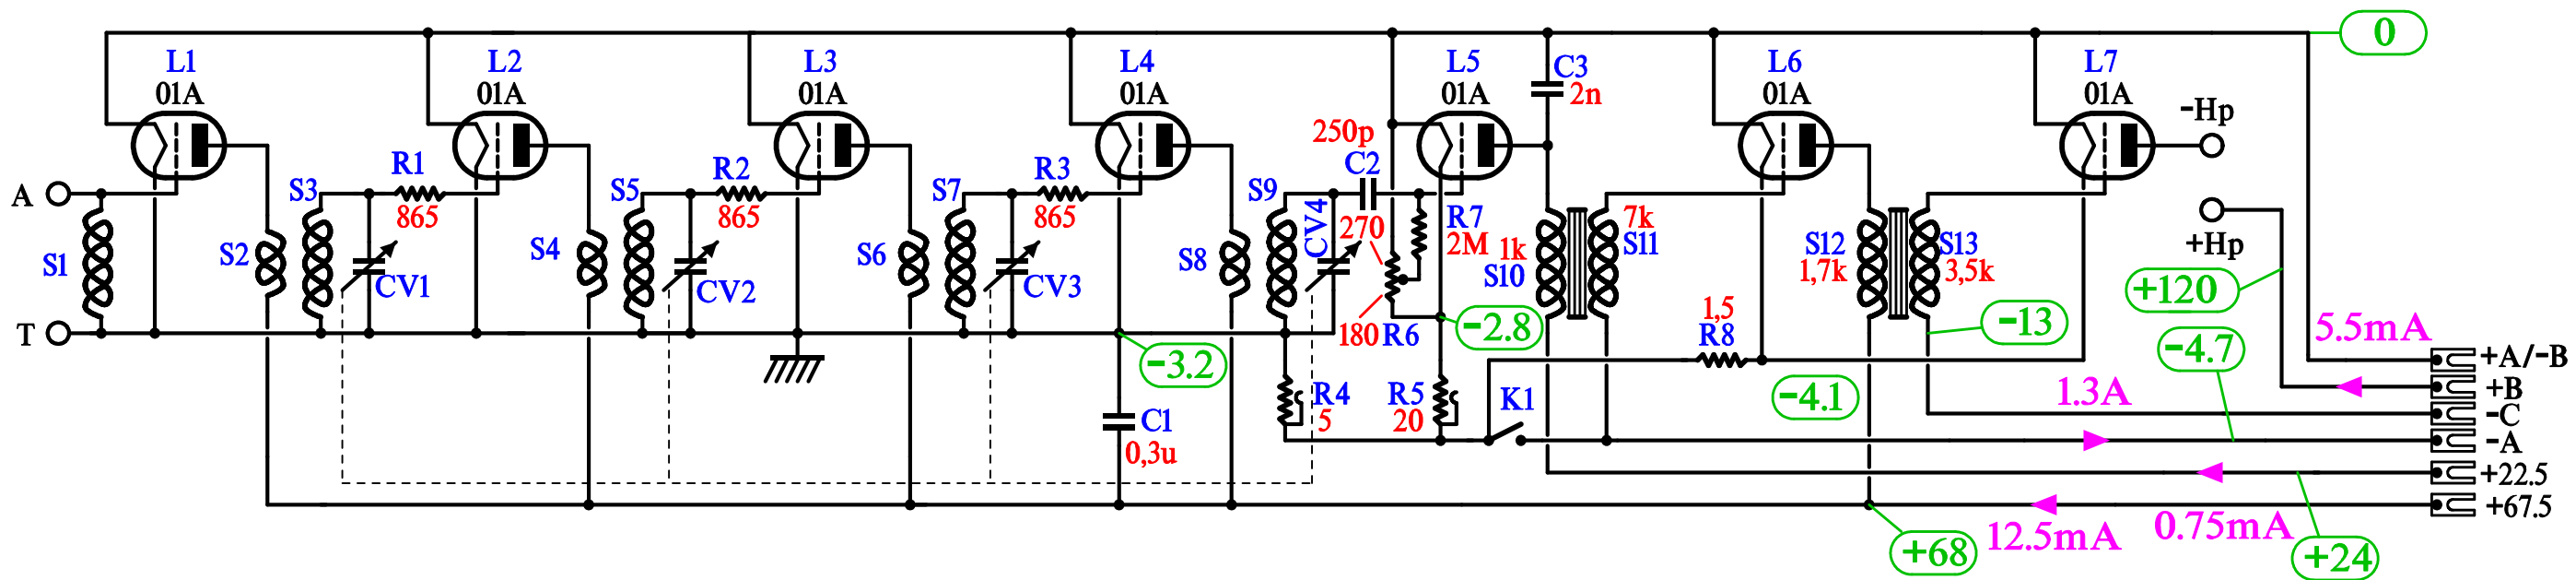 0
L1
01A
L2
01A
L3
01A
L4
01A
L5
01A
C3
2n
L6
01A
L7
01A
-Hp
+Hp
A
T
S1
S2
S3
R1
865
CV1
S4
S5
R2
865
CV2
S6
S7
R3
865
CV3
S8
S9
CV4
250p
C2
270
180
R6
R7
2M
1k
S10
7k
S11
-2.8
-3.2
R4
5
R5
20
C1
0,3u
K1
1,5
R8
-4.1
S12
1,7k
S13
3,5k
-13
+120
-4.7
5.5mA
1.3A
12.5mA
0.75mA
+68
+24
+A/-B
+B
-C
-A
+22.5
+67.5